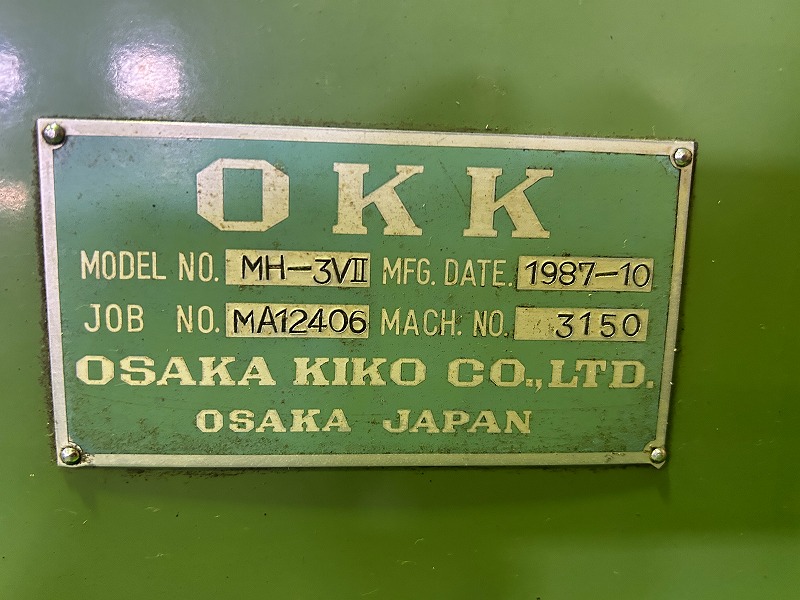 OKK
MODEL NO. MH-3VII MFG. DATE. 1987-10
JOB NO. MA12406 MACH. NO. 3150
OSAKA KIKO CO., LTD.
OSAKA JAPAN